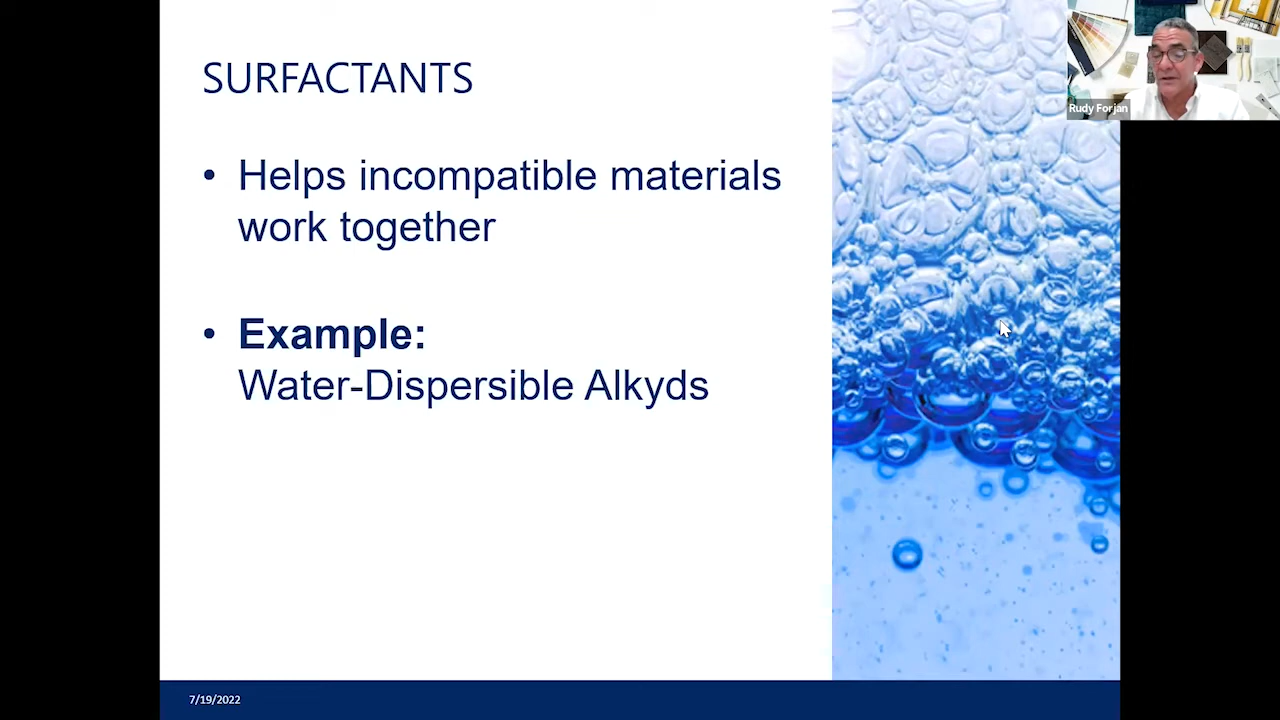 SURFACTANTS
• Helps incompatible materials
work together
• Example:
Water-Dispersible Alkyds
7/19/2022
Rudy Forjan